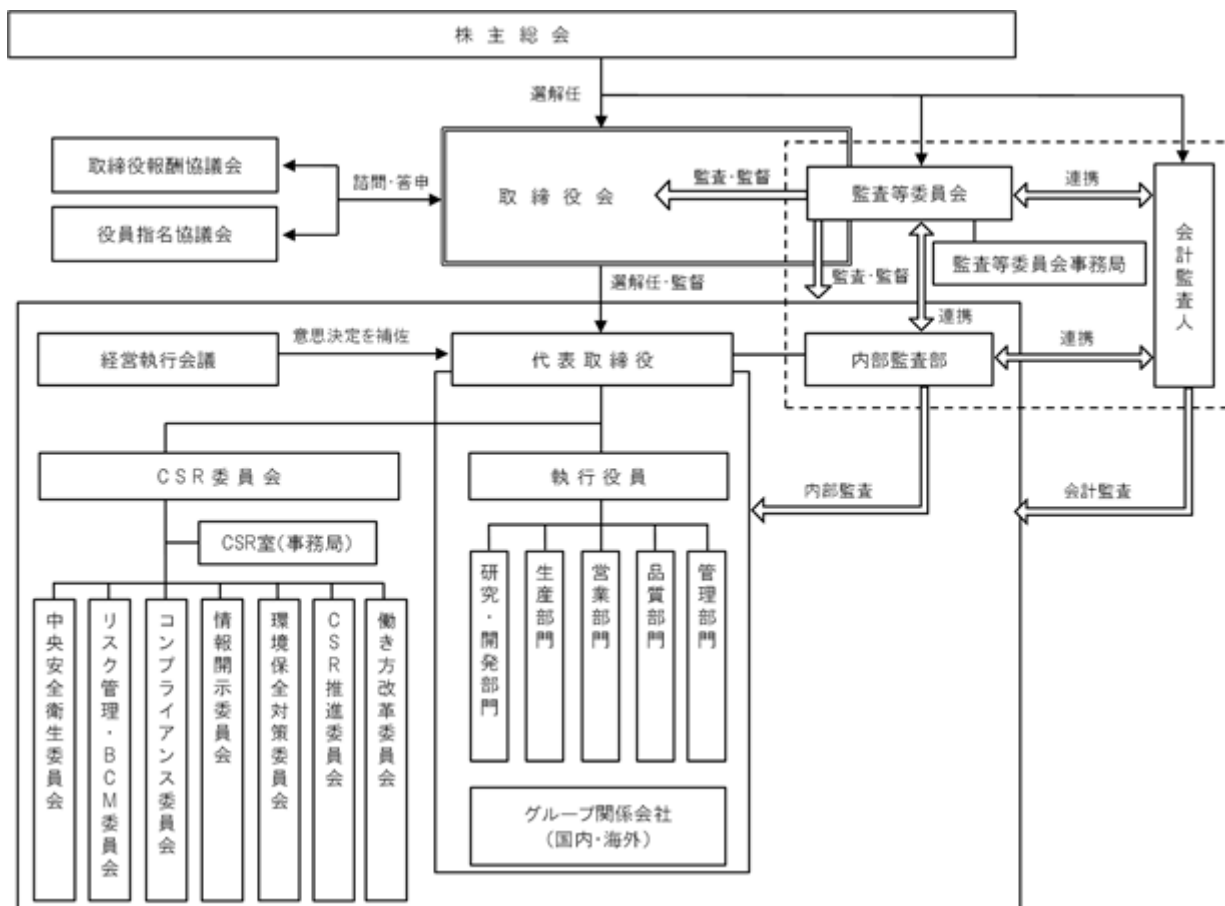 株主総会
選解任
取締役報酬協議会
役員指名協議会
諮問・答申
取締役会
監査・監督
監査等委員会
連携
会計監査人
監査等委員会事務局
監査・監督
連携
選解任・監督
経営執行会議
意思決定を補佐
代表取締役
内部監査部
連携
CSR委員会
執行役員
内部監査
会計監査
CSR室(事務局)
中央安全衛生委員会
リスク管理・BCM委員会
コンプライアンス委員会
情報開示委員会
環境保全対策委員会
CSR推進委員会
働き方改革委員会
研究・開発部門
生産部門
営業部門
品質部門
管理部門
グループ関係会社
(国内・海外)